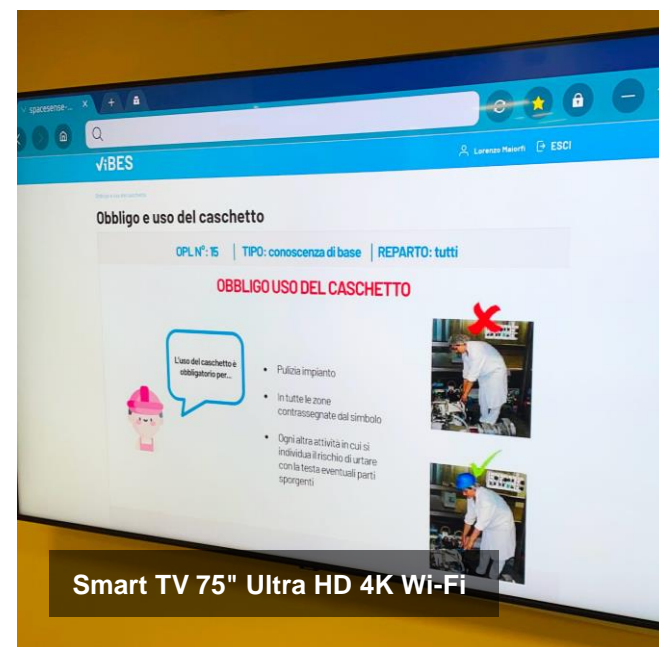 spacesense-...
ViBES
Lorenzo Maiorfi
ESCI
Obbligo e uso del caschetto
OPL N°: 15 | TIPO: conoscenza di base | REPARTO: tutti
OBBLIGO USO DEL CASCHETTO
L'uso del caschetto è
obbligatorio per...
• Pulizia impianto
• In tutte le zone
contrassegnate dal simbolo
• Ogni altra attività in cui si
individua il rischio di urtare
con la testa eventuali parti
sporgenti
Smart TV 75" Ultra HD 4K Wi-Fi